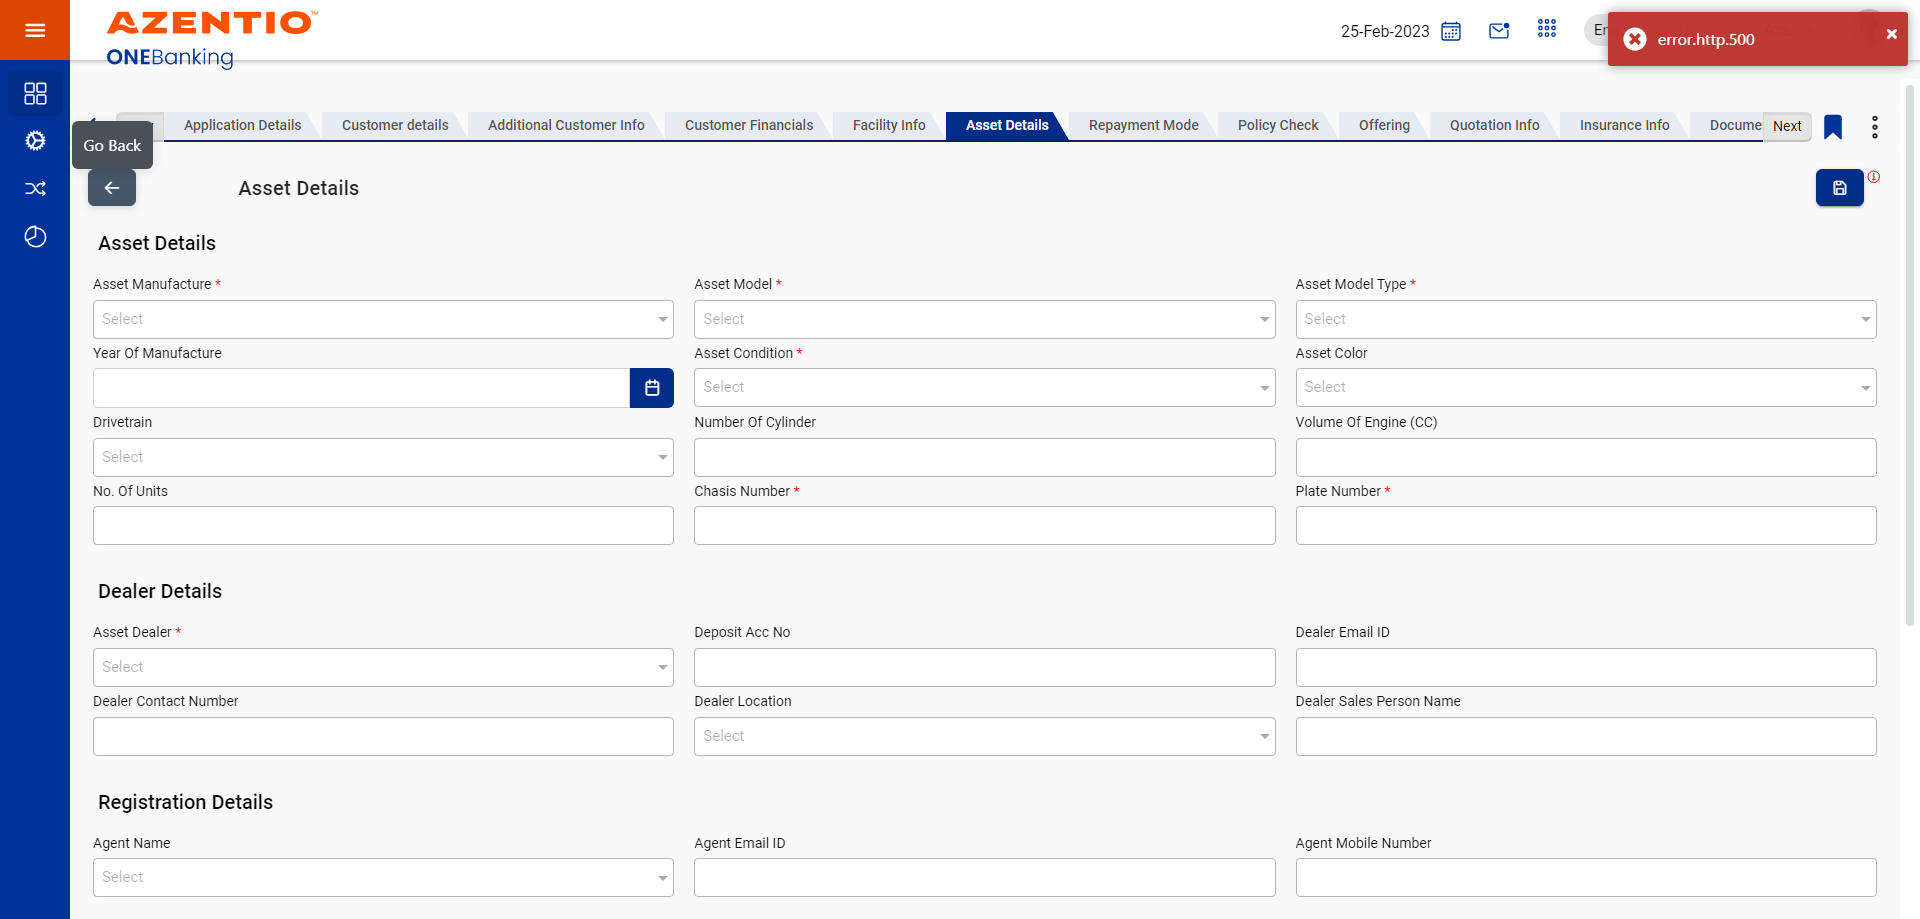 AZENTIO™
ONEBanking
25-Feb-2023
error.http.500
Application Details
Customer details
Additional Customer Info
Customer Financials
Facility Info
Asset Details
Repayment Mode
Policy Check
Offering
Quotation Info
Insurance Info
Docume
Next
Go Back
Asset Details
Asset Details
Asset Manufacture *
Asset Model *
Asset Model Type *
Select
Select
Select
Year Of Manufacture
Asset Condition *
Asset Color
Select
Select
Drivetrain
Number Of Cylinder
Volume Of Engine (CC)
Select
No. Of Units
Chasis Number *
Plate Number *
Dealer Details
Asset Dealer *
Deposit Acc No
Dealer Email ID
Select
Dealer Contact Number
Dealer Location
Dealer Sales Person Name
Select
Registration Details
Agent Name
Agent Email ID
Agent Mobile Number
Select